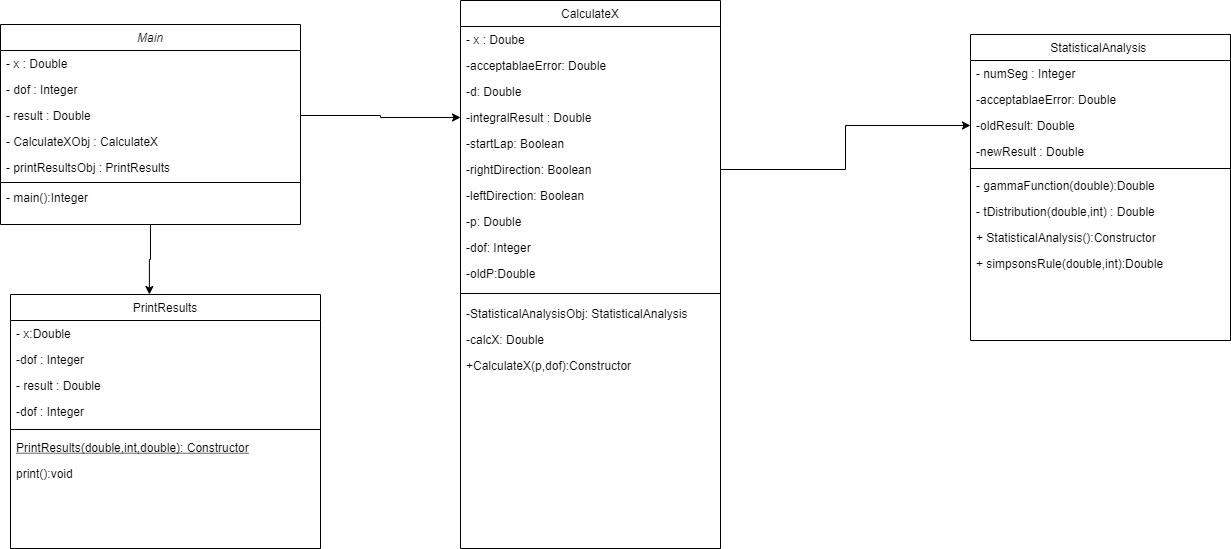 Main
- x : Double
- dof : Integer
- result : Double
- CalculateXObj : CalculateX
- printResultsObj : PrintResults
- main():Integer
PrintResults
- x:Double
-dof : Integer
- result : Double
-dof : Integer
PrintResults(double,int,double): Constructor
print():void
CalculateX
- x : Doube
-acceptablaeError: Double
-d: Double
-integralResult : Double
-startLap: Boolean
-rightDirection: Boolean
-leftDirection: Boolean
-p: Double
-dof: Integer
-oldP:Double
-StatisticalAnalysisObj: StatisticalAnalysis
-calcX: Double
+CalculateX(p,dof):Constructor
StatisticalAnalysis
- numSeg : Integer
-acceptablaeError: Double
-oldResult: Double
-newResult : Double
- gammaFunction(double):Double
- tDistribution(double,int) : Double
+ StatisticalAnalysis():Constructor
+ simpsonsRule(double,int):Double